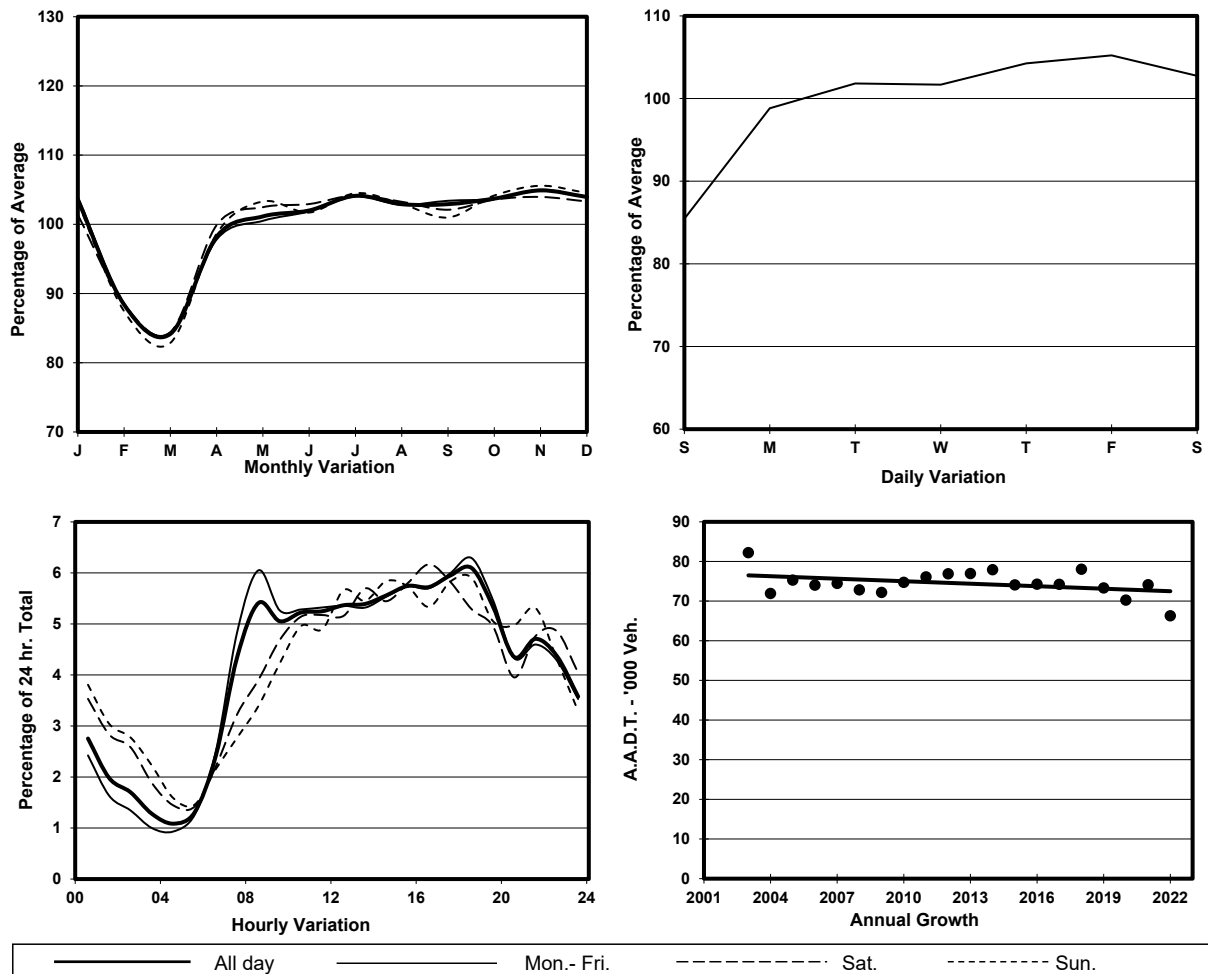 130
120
110
100
90
80
70
Percentage of Average
J F M A M J J A S O N D
Monthly Variation
110
100
90
80
70
60
Percentage of Average
S M T W T F S
Daily Variation
7
6
5
4
3
2
1
0
Percentage of 24 hr. Total
00 04 08 12 16 20 24
Hourly Variation
90
80
70
60
50
40
30
20
10
0
A.A.D.T. - '000 Veh.
2001 2004 2007 2010 2013 2016 2019 2022
Annual Growth
All day Mon.- Fri. Sat. Sun.